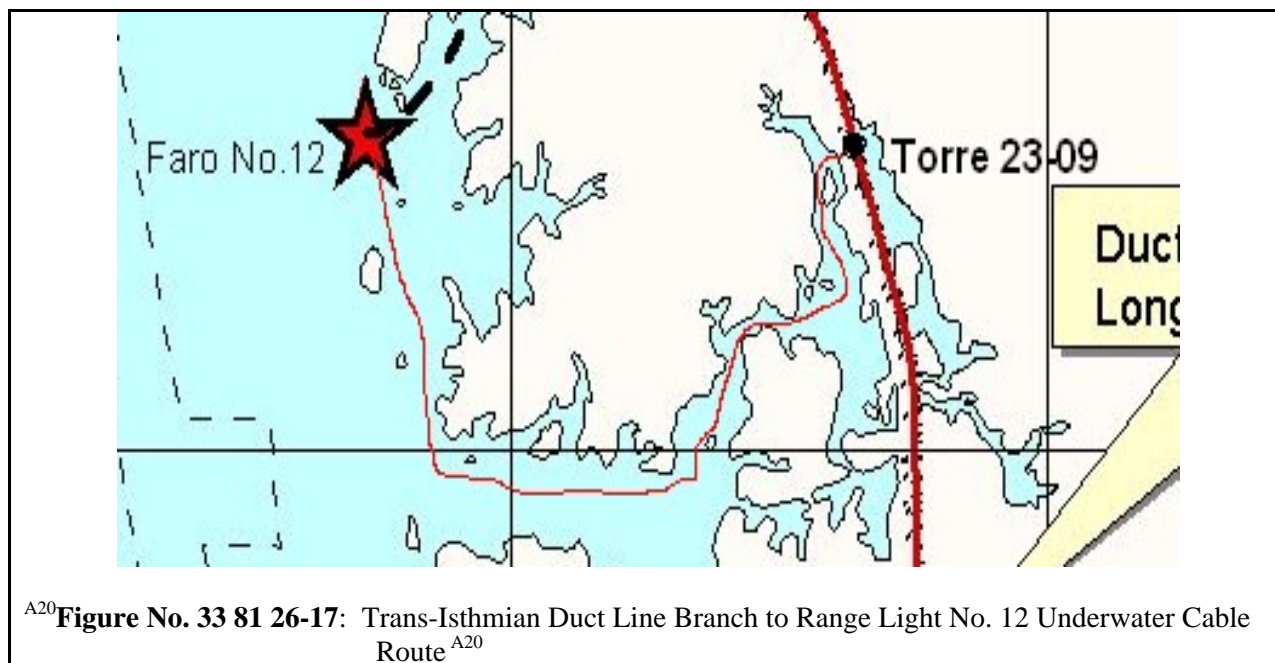 Faro No.12
Torre 23-09
Duct
Long
A20Figure No. 33 81 26-17: Trans-Isthmian Duct Line Branch to Range Light No. 12 Underwater Cable
Route A20